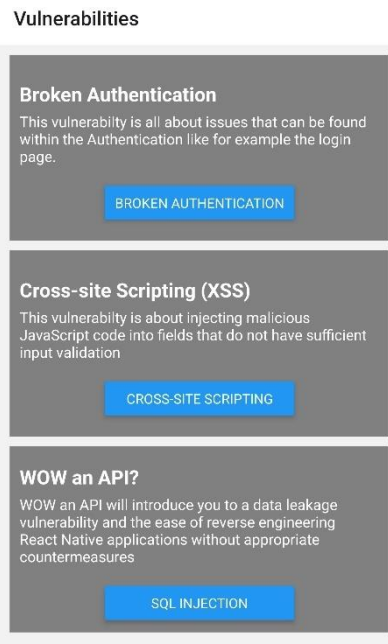 Vulnerabilities
Broken Authentication
This vulnerabilty is all about issues that can be found
within the Authentication like for example the login
page.
BROKEN AUTHENTICATION
Cross-site Scripting (XSS)
This vulnerabilty is about injecting malicious
JavaScript code into fields that do not have sufficient
input validation
CROSS-SITE SCRIPTING
WOW an API?
WOW an API will introduce you to a data leakage
vulnerability and the ease of reverse engineering
React Native applications without appropriate
countermeasures
SQL INJECTION